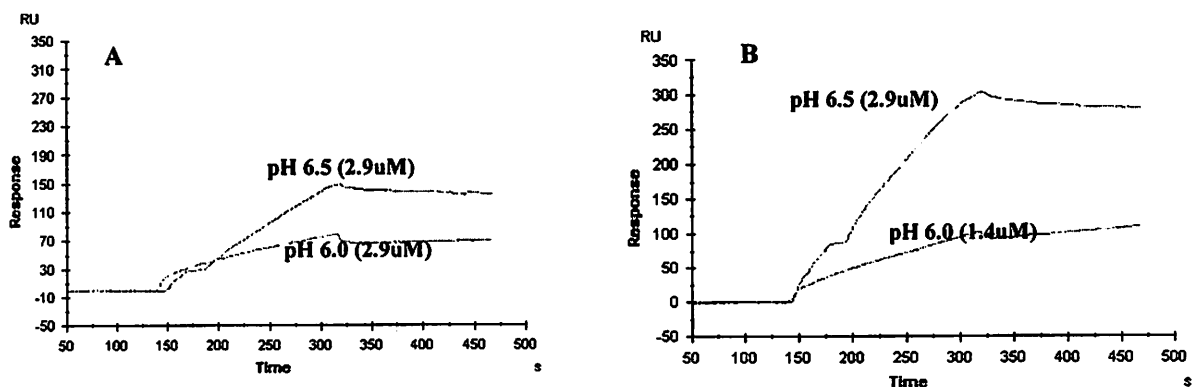 RU
350
310
270
230
190
150
110
70
30
-10
-50
Response
A
pH 6.5 (2.9uM)
pH 6.0 (2.9uM)
50 100 150 200 250 300 350 400 450 500
Time
s
RU
350
300
250
200
150
100
50
0
-50
Response
B
pH 6.5 (2.9uM)
pH 6.0 (1.4uM)
50 100 150 200 250 300 350 400 450 500
Time
s